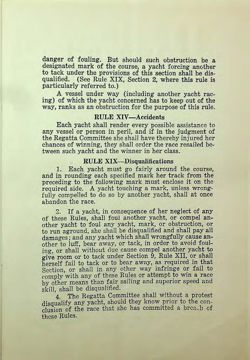 danger of fouling. But should such obstruction be a
designated mark of the course, a yacht forcing another
to tack under the provisions of this section shall be dis-
qualified. (See Rule XIX, Section 2, where this rule is
particularly referred to.)
A vessel under way (including another yacht rac-
ing) of which the yacht concerned has to keep out of the
way, ranks as an obstruction for the purpose of this rule.
RULE XIV—Accidents
Each yacht shall render every possible assistance to
any vessel or person in peril, and if in the judgment of
the Regatta Committee she shall have thereby injured her
chances of winning, they shall order the race resailed be-
tween such yacht and the winner in her class.
RULE XIX—Disqualifications
1. Each yacht must go fairly around the course,
and in rounding each specified mark her track from the
preceding to the following mark must enclose it on the
required side. A yacht touching a mark, unless wrong-
fully compelled to do so by another yacht, shall at once
abandon the race.
2. If a yacht, in consequence of her neglect of any
of these Rules, shall foul another yacht, or compel an-
other yacht to foul any yacht, mark, or obstruction, or
to run aground, she shall be disqualified and shall pay all
damages; and any yacht which shall wrongfully cause an-
other to luff, bear away, or tack, in order to avoid foul-
ing, or shall without due cause compel another yacht to
give room or to tack under Section 9, Rule XII, or shall
herself fail to tack or to bear away, as required in that
Section, or shall in any other way infringe or fail to
comply with any of these Rules or attempt to win a race
by other means than fair sailing and superior speed and
skill, shall be disqualified.
4. The Regatta Committee shall without a protest
disqualify any yacht, should they know prior to the con-
clusion of the race that she has committed a breach of
these Rules.